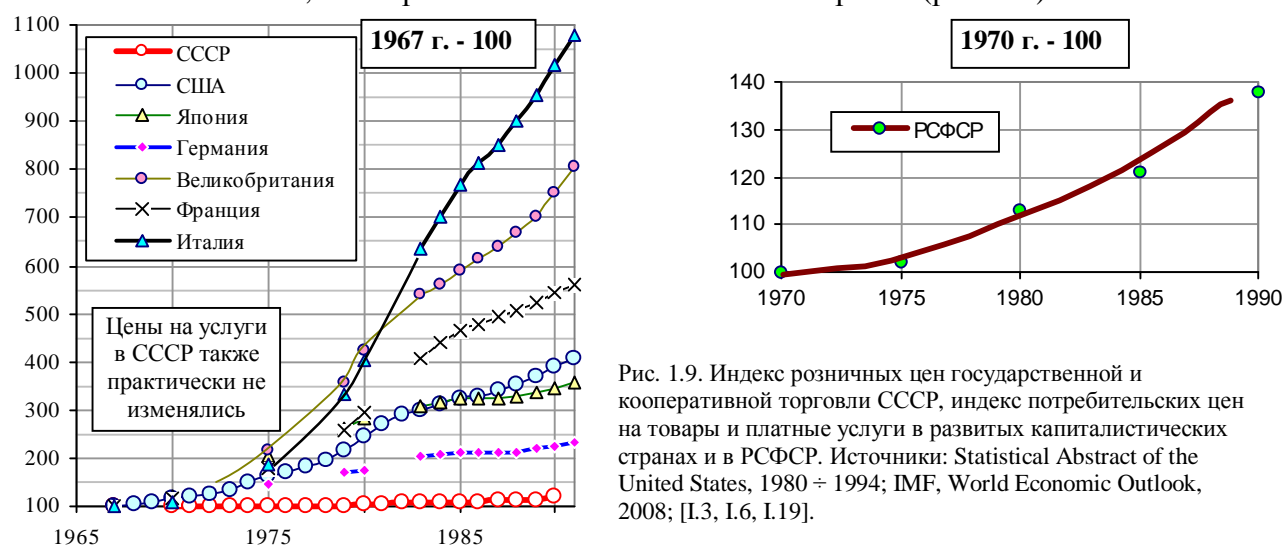 1967 г. - 100
1100
1000
900
800
700
600
500
400
300
200
100
СССР
США
Япония
Германия
Великобритания
Франция
Италия
Цены на услуги
в СССР также
практически не
изменялись
1965
1975
1985
1970 г. - 100
140
130
120
110
100
РСФСР
1970
1975
1980
1985
1990
Рис. 1.9. Индекс розничных цен государственной и
кооперативной торговли СССР, индекс потребительских цен
на товары и платные услуги в развитых капиталистических
странах и в РСФСР. Источники: Statistical Abstract of the
United States, 1980 ÷ 1994; IMF, World Economic Outlook,
2008; [I.3, I.6, I.19].